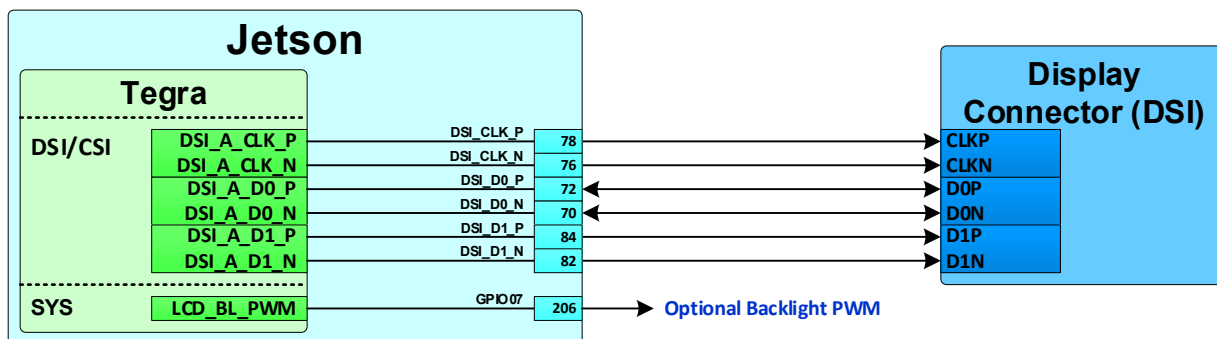 Jetson
Tegra
Display
Connector (DSI)
DSI/CSI
DSI_A_CLK_P DSI_CLK_P 78 CLKP
DSI_A_CLK_N DSI_CLK_N 76 CLKN
DSI_A_D0_P DSI_D0_P 72 D0P
DSI_A_D0_N DSI_D0_N 70 D0N
DSI_A_D1_P DSI_D1_P 84 D1P
DSI_A_D1_N DSI_D1_N 82 D1N
SYS LCD_BL_PWM GPIO07 206 Optional Backlight PWM